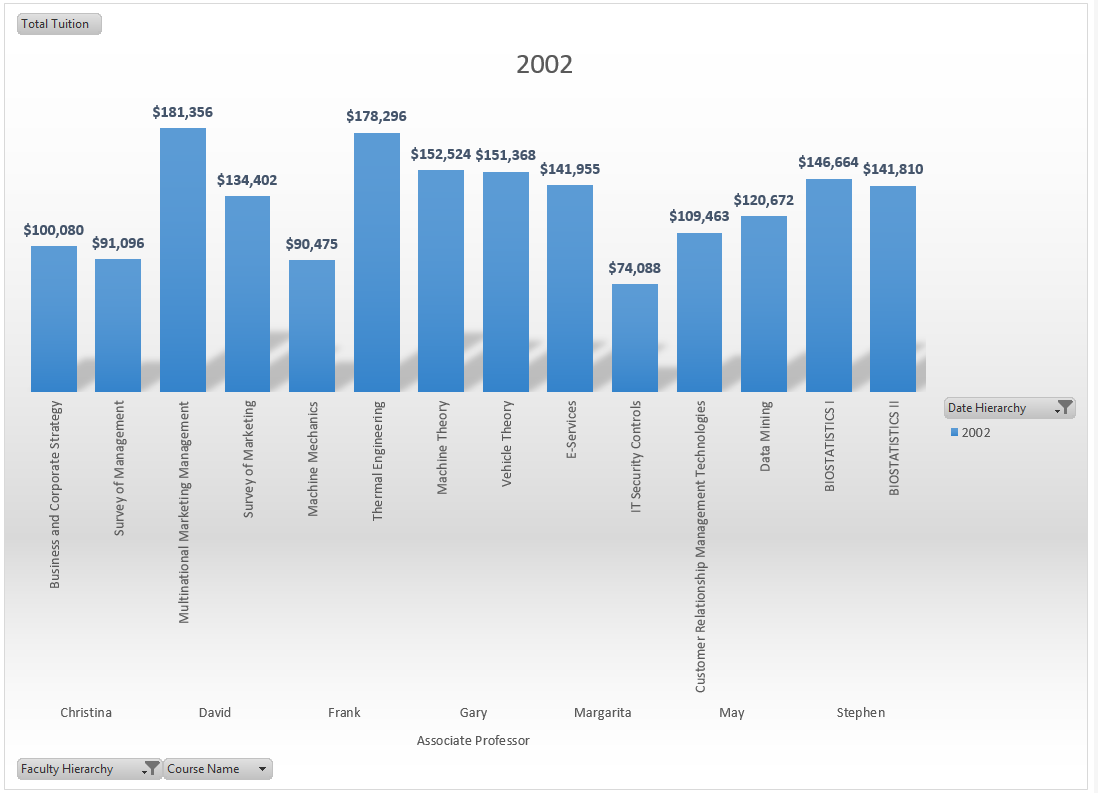 Total Tuition
2002
$100,080
$91,096
$181,356
$134,402
$90,475
$178,296
$152,524
$151,368
$141,955
$74,088
$109,463
$120,672
$146,664
$141,810
Business and Corporate Strategy
Survey of Management
Multinational Marketing Management
Survey of Marketing
Machine Mechanics
Thermal Engineering
Machine Theory
Vehicle Theory
E-Services
IT Security Controls
Customer Relationship Management Technologies
Data Mining
BIOSTATISTICS I
BIOSTATISTICS II
Christina
David
Frank
Gary
Margarita
May
Stephen
Associate Professor
Date Hierarchy
2002
Faculty Hierarchy
Course Name